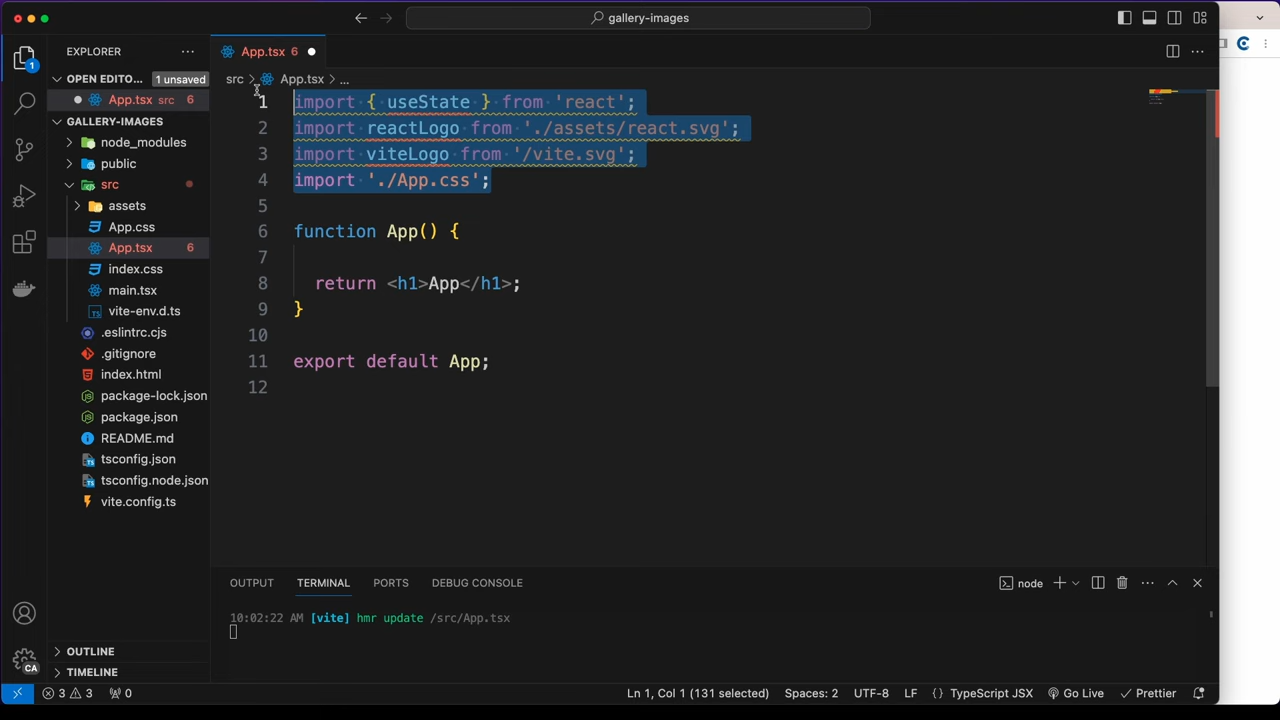 gallery-images
EXPLORER
App.tsx 6
OPEN EDITO... 1 unsaved
App.tsx src 6
GALLERY-IMAGES
node_modules
public
src
assets
App.css
App.tsx 6
index.css
main.tsx
vite-env.d.ts
.eslintrc.cjs
.gitignore
index.html
package-lock.json
package.json
README.md
tsconfig.json
tsconfig.node.json
vite.config.ts
OUTLINE
TIMELINE
src > App.tsx > ...
1 import { useState } from 'react';
2 import reactLogo from './assets/react.svg';
3 import viteLogo from '/vite.svg';
4 import './App.css';
5
6 function App() {
7
8 return <h1>App</h1>;
9 }
10
11 export default App;
12
OUTPUT TERMINAL PORTS DEBUG CONSOLE node
10:02:22 AM [vite] hmr update /src/App.tsx
3 3 0 Ln 1, Col 1 (131 selected) Spaces: 2 UTF-8 LF {} TypeScript JSX Go Live Prettier
1
CA